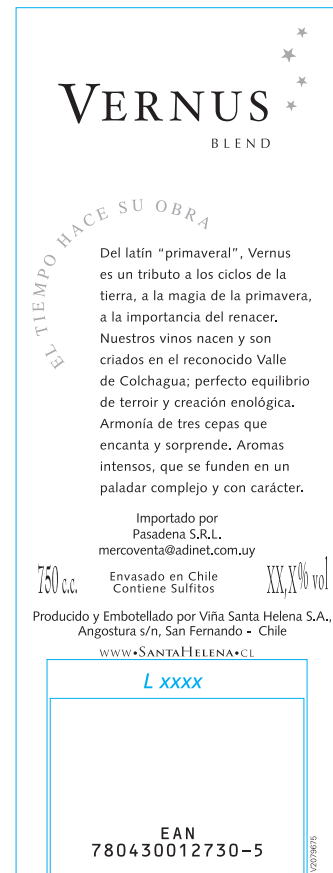 VERNUS
BLEND
EL TIEMPO HACE SU OBRA
Del latín “primaveral”, Vernus
es un tributo a los ciclos de la
tierra, a la magia de la primavera,
a la importancia del renacer.
Nuestros vinos nacen y son
criados en el reconocido Valle
de Colchagua; perfecto equilibrio
de terroir y creación enológica.
Armonía de tres cepas que
encanta y sorprende. Aromas
intensos, que se funden en un
paladar complejo y con carácter.
Importado por
Pasadena S.R.L.
mercoventa@adinet.com.uy
750 c.c.
Envasado en Chile
Contiene Sulfitos
XX,X% vol
Producido y Embotellado por Viña Santa Helena S.A.,
Angostura s/n, San Fernando - Chile
WWW•SANTAHELENA•CL
L xxxx
EAN
780430012730-5
V2079675